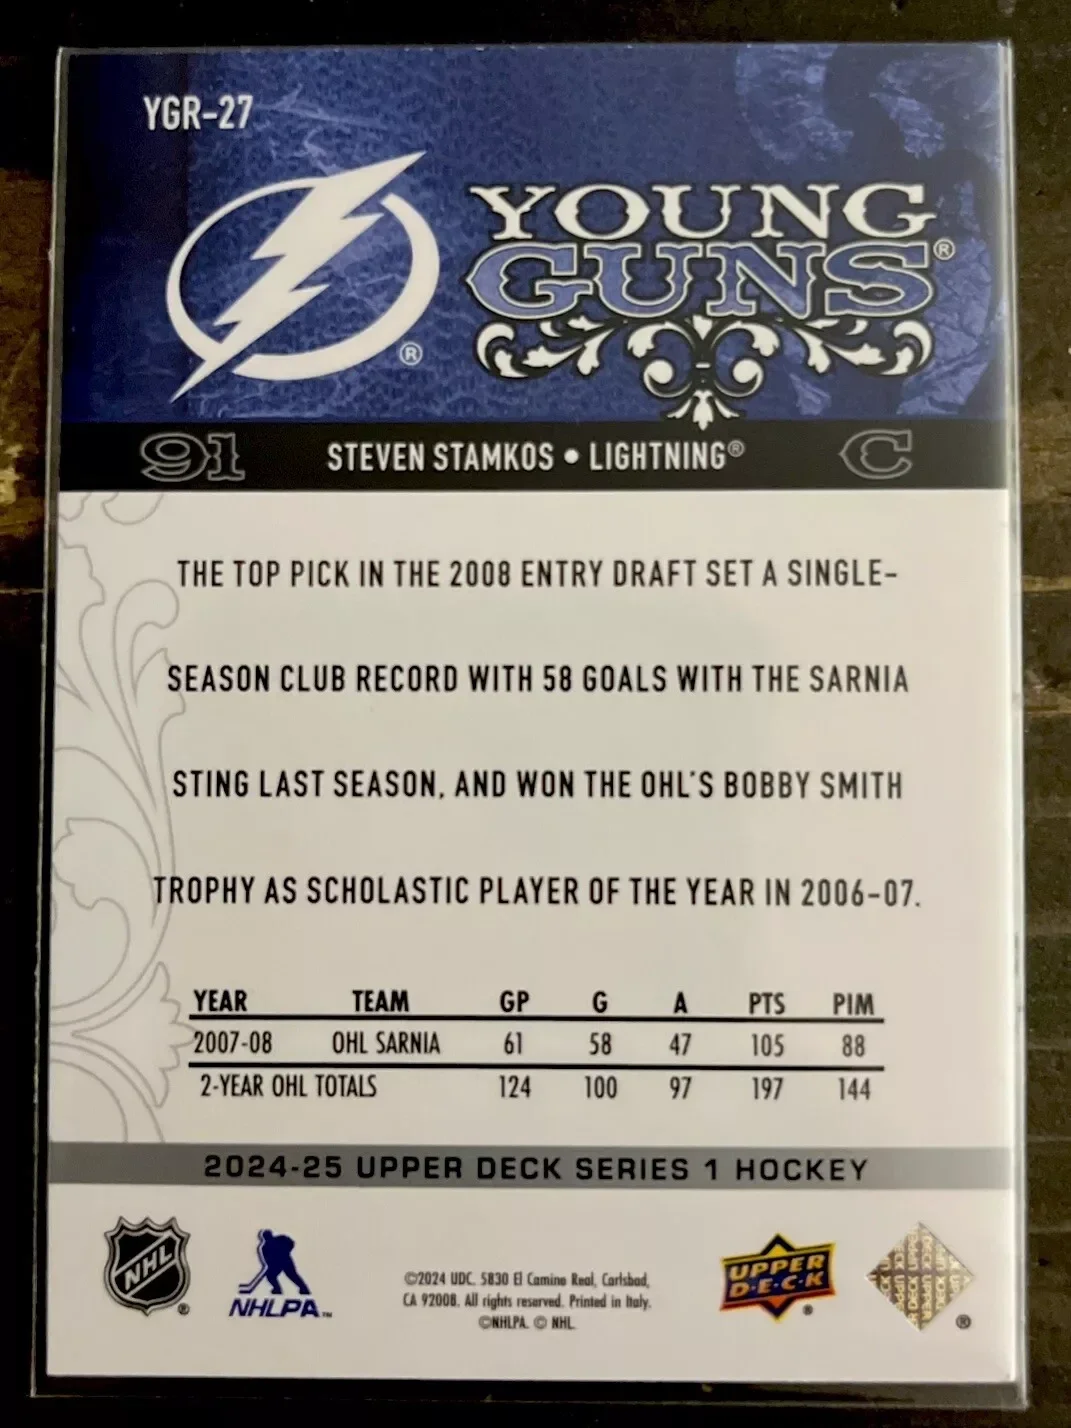 YGR-27
YOUNG
GUNS®
®
91 STEVEN STAMKOS • LIGHTNING® C
THE TOP PICK IN THE 2008 ENTRY DRAFT SET A SINGLE-
SEASON CLUB RECORD WITH 58 GOALS WITH THE SARNIA
STING LAST SEASON, AND WON THE OHL'S BOBBY SMITH
TROPHY AS SCHOLASTIC PLAYER OF THE YEAR IN 2006-07.
YEAR TEAM GP G A PTS PIM
2007-08 OHL SARNIA 61 58 47 105 88
2-YEAR OHL TOTALS 124 100 97 197 144
2024-25 UPPER DECK SERIES 1 HOCKEY
NHL®
NHLPA™
©2024 UDC. 5830 El Camino Real, Carlsbad,
CA 92008. All rights reserved. Printed in Italy.
©NHLPA. © NHL.
UPPER
D·E·C·K
®
®